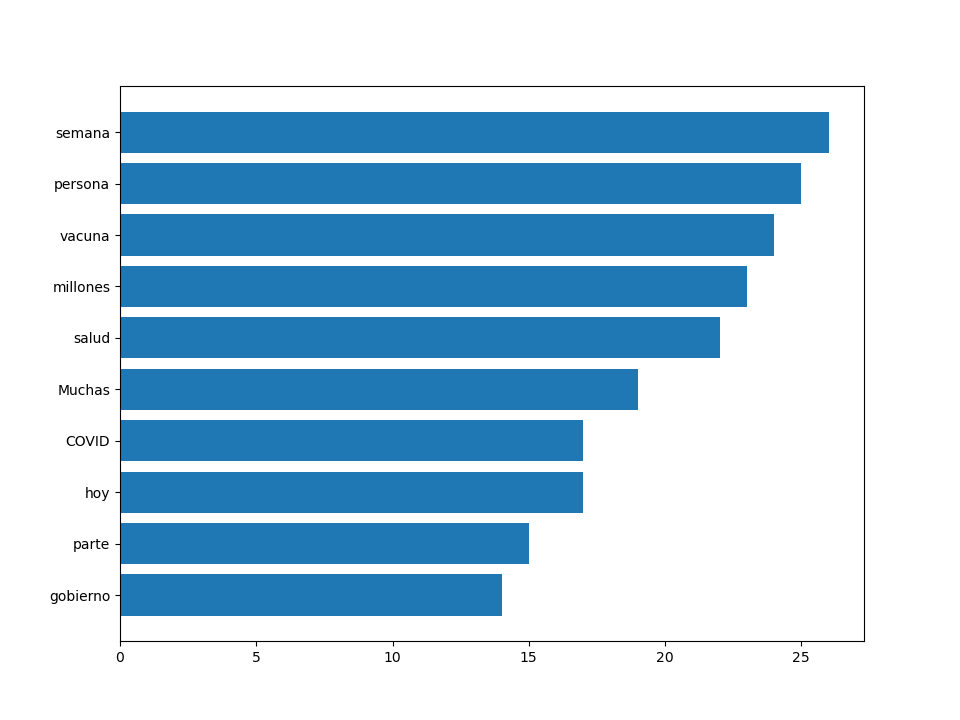 semana
persona
vacuna
millones
salud
Muchas
COVID
hoy
parte
gobierno
0 5 10 15 20 25